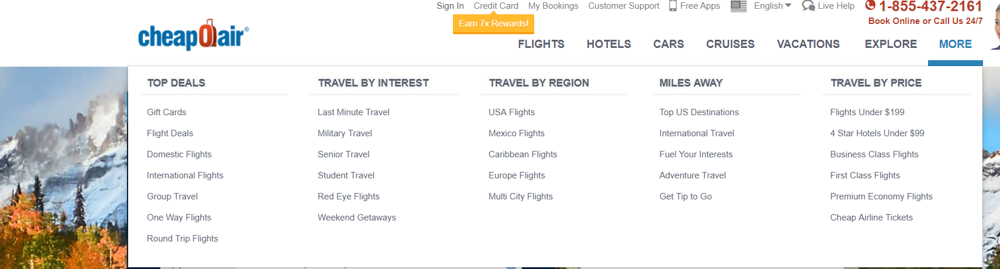 Sign In Credit Card My Bookings Customer Support Free Apps English Live Help 1-855-437-2161
Earn 7x Rewards!
Book Online or Call Us 24/7
cheapOair®
FLIGHTS HOTELS CARS CRUISES VACATIONS EXPLORE MORE
TOP DEALS
Gift Cards
Flight Deals
Domestic Flights
International Flights
Group Travel
One Way Flights
Round Trip Flights
TRAVEL BY INTEREST
Last Minute Travel
Military Travel
Senior Travel
Student Travel
Red Eye Flights
Weekend Getaways
TRAVEL BY REGION
USA Flights
Mexico Flights
Caribbean Flights
Europe Flights
Multi City Flights
MILES AWAY
Top US Destinations
International Travel
Fuel Your Interests
Adventure Travel
Get Tip to Go
TRAVEL BY PRICE
Flights Under $199
4 Star Hotels Under $99
Business Class Flights
First Class Flights
Premium Economy Flights
Cheap Airline Tickets